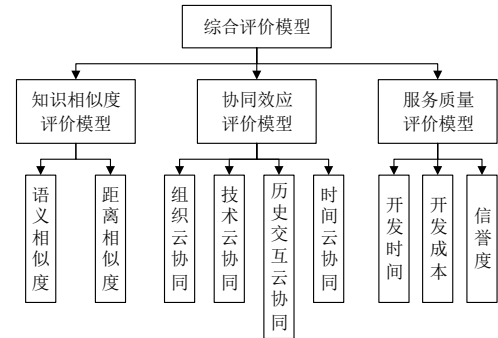 综合评价模型
知识相似度
评价模型
协同效应
评价模型
服务质量
评价模型
语义相似度
距离相似度
组织云协同
技术云协同
历史交互云协同
时间云协同
开发时间
开发成本
信誉度